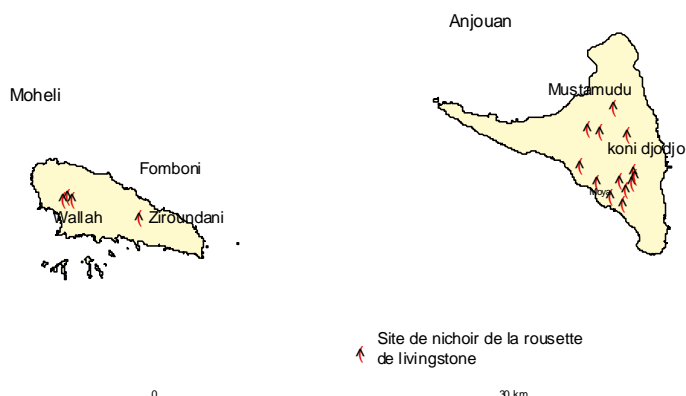 Anjouan
Moheli
Mustamudu
koni djodjo
Fomboni
Moya
Wallah
Ziroundani
Site de nichoir de la rousette
de livingstone
0
30 km